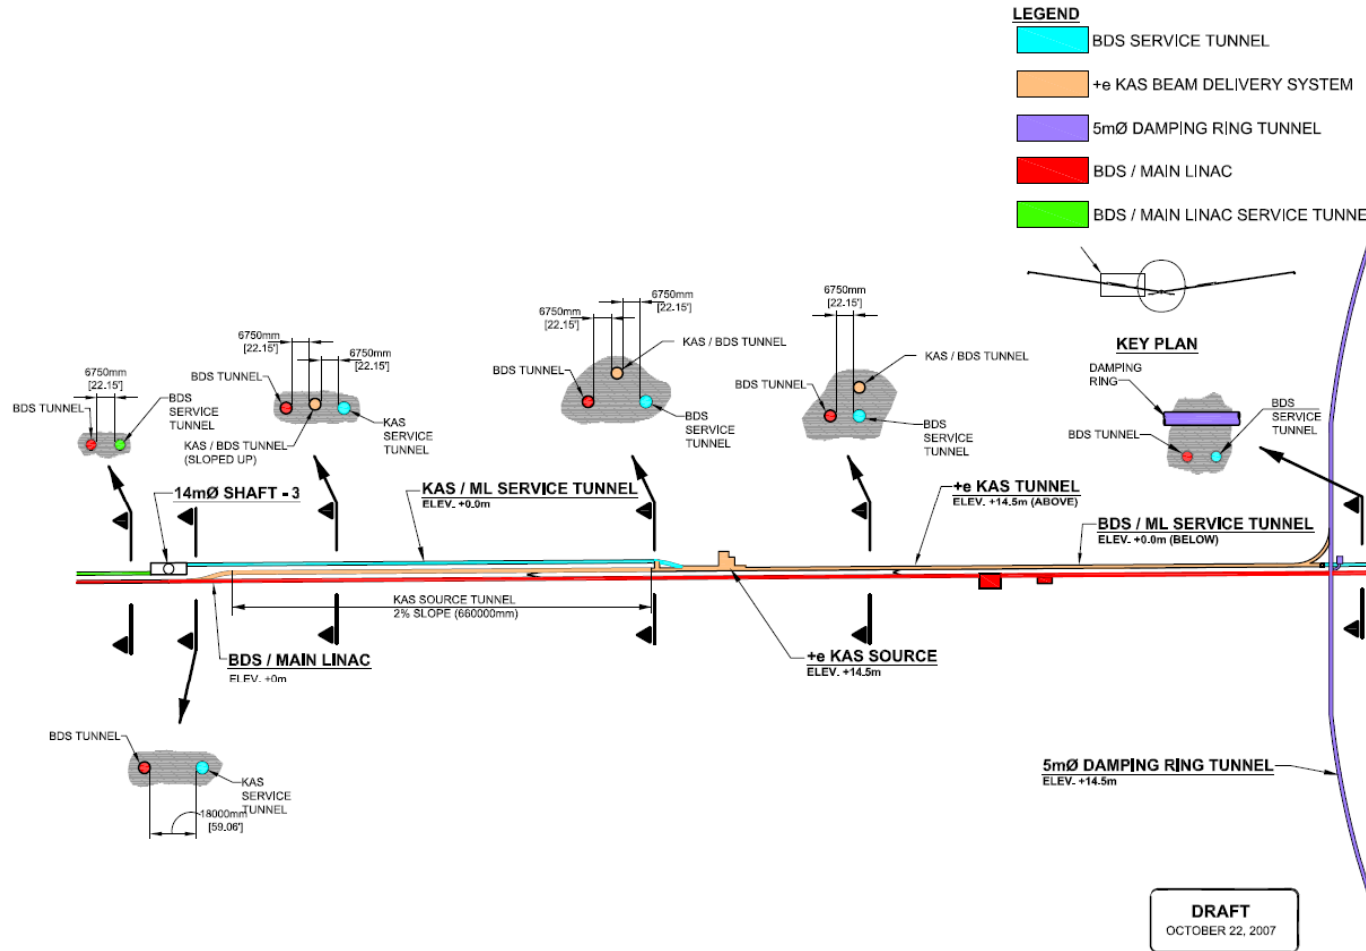 LEGEND
BDS SERVICE TUNNEL
+e KAS BEAM DELIVERY SYSTEM
5mØ DAMPING RING TUNNEL
BDS / MAIN LINAC
BDS / MAIN LINAC SERVICE TUNNE
KEY PLAN
6750mm
[22.15']
BDS TUNNEL
BDS
SERVICE
TUNNEL
6750mm
[22.15']
6750mm
[22.15']
BDS TUNNEL
KAS / BDS TUNNEL
(SLOPED UP)
KAS
SERVICE
TUNNEL
6750mm
[22.15']
6750mm
[22.15']
KAS / BDS TUNNEL
BDS TUNNEL
BDS
SERVICE
TUNNEL
6750mm
[22.15']
KAS / BDS TUNNEL
BDS TUNNEL
BDS
SERVICE
TUNNEL
DAMPING
RING
BDS
SERVICE
TUNNEL
BDS TUNNEL
14mØ SHAFT - 3
KAS / ML SERVICE TUNNEL
ELEV. +0.0m
+e KAS TUNNEL
ELEV. +14.5m (ABOVE)
BDS / ML SERVICE TUNNEL
ELEV. +0.0m (BELOW)
KAS SOURCE TUNNEL
2% SLOPE (660000mm)
BDS / MAIN LINAC
ELEV. +0m
+e KAS SOURCE
ELEV. +14.5m
BDS TUNNEL
KAS
SERVICE
TUNNEL
18000mm
[59.06']
5mØ DAMPING RING TUNNEL
ELEV. +14.5m
DRAFT
OCTOBER 22, 2007